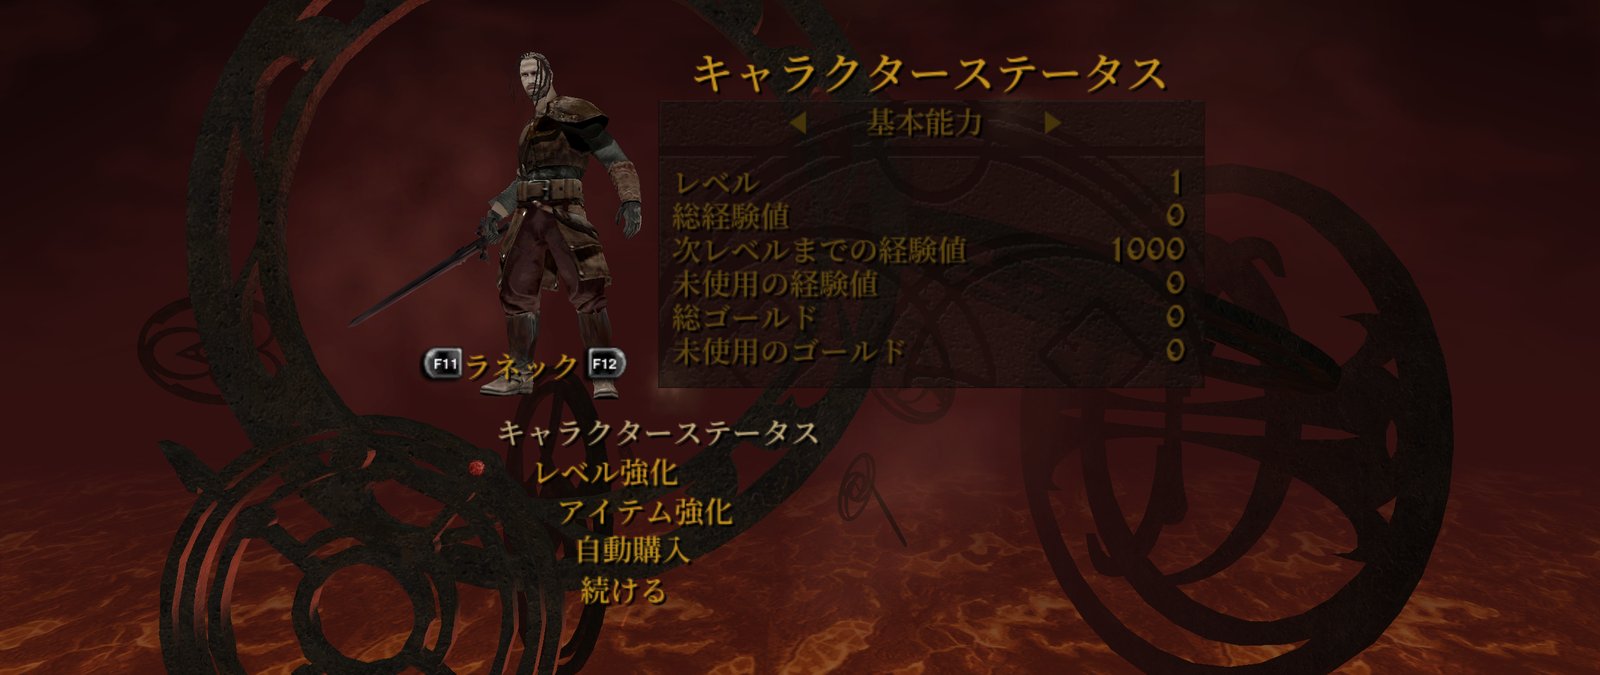 キャラクターステータス
基本能力
レベル 1
総経験値 0
次レベルまでの経験値 1000
未使用の経験値 0
総ゴールド 0
未使用のゴールド 0
F11 ラネック F12
キャラクターステータス
レベル強化
アイテム強化
自動購入
続ける